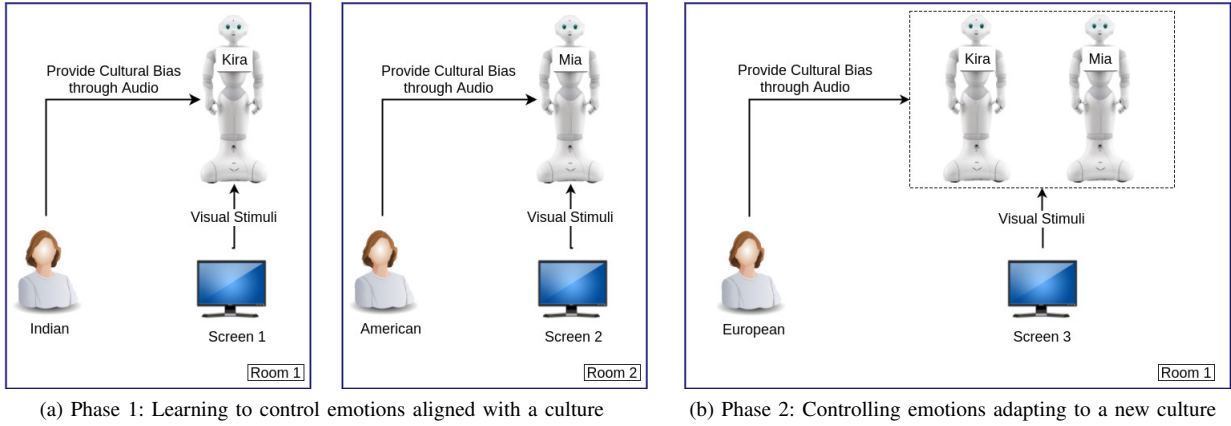 Kira
Provide Cultural Bias
through Audio
Visual Stimuli
Indian
Screen 1
Room 1
Mia
Provide Cultural Bias
through Audio
Visual Stimuli
American
Screen 2
Room 2
(a) Phase 1: Learning to control emotions aligned with a culture
Kira
Mia
Provide Cultural Bias
through Audio
Visual Stimuli
European
Screen 3
Room 1
(b) Phase 2: Controlling emotions adapting to a new culture